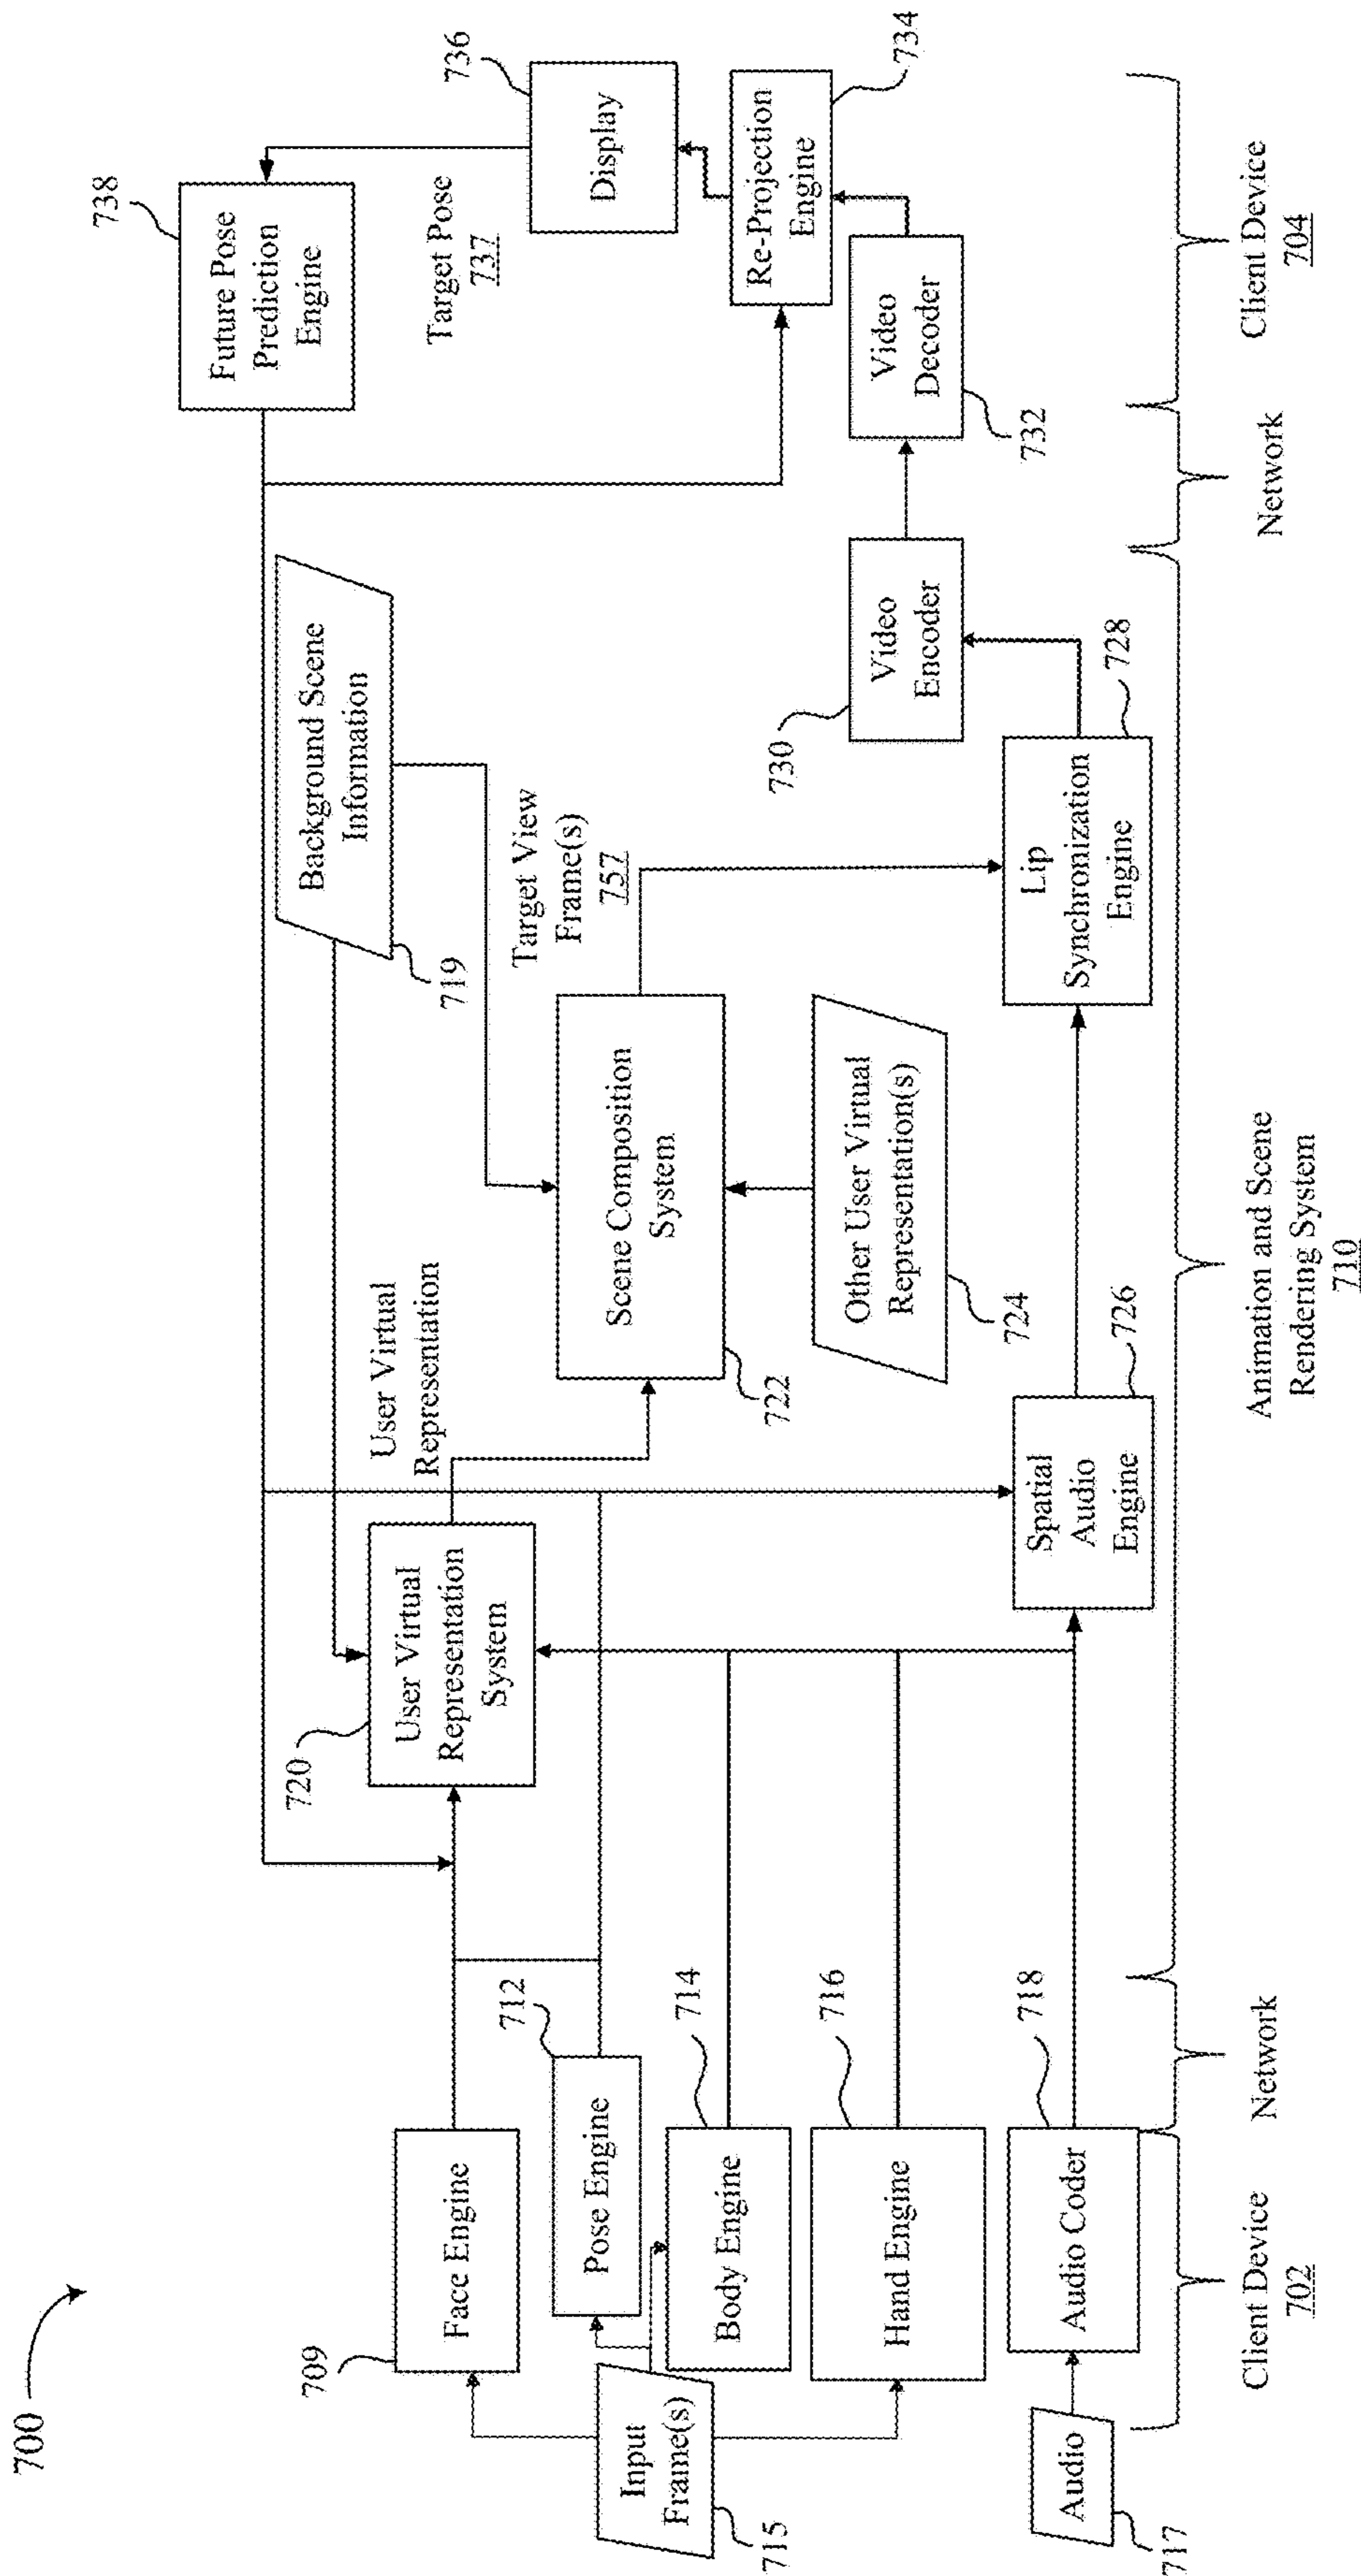 700
709
Face Engine
712
Pose Engine
Input
Frame(s)
715
714
Body Engine
716
Hand Engine
Audio
717
718
Audio Coder
Client Device
702
Network
720
User Virtual
Representation
System
User Virtual
Representation
Background Scene
Information
719
Target View
Frame(s)
757
Scene Composition
System
722
Other User Virtual
Representation(s)
724
Spatial
Audio
Engine
726
Lip
Synchronization
Engine
728
Video
Encoder
730
Animation and Scene
Rendering System
710
Network
738
Future Pose
Prediction
Engine
Target Pose
737
736
Display
734
Re-Projection
Engine
Video
Decoder
732
Client Device
704